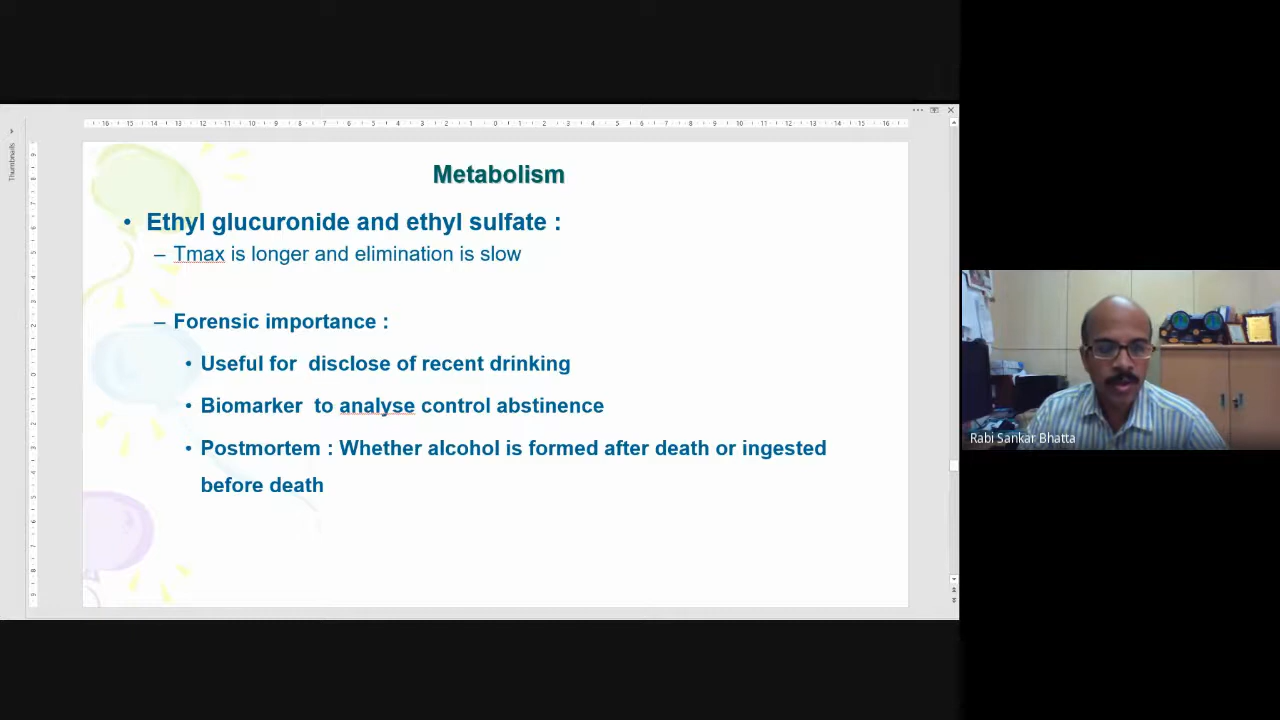 Metabolism
• Ethyl glucuronide and ethyl sulfate :
– Tmax is longer and elimination is slow
– Forensic importance :
• Useful for disclose of recent drinking
• Biomarker to analyse control abstinence
• Postmortem : Whether alcohol is formed after death or ingested
before death
Thumbnails
Rabi Sankar Bhatta